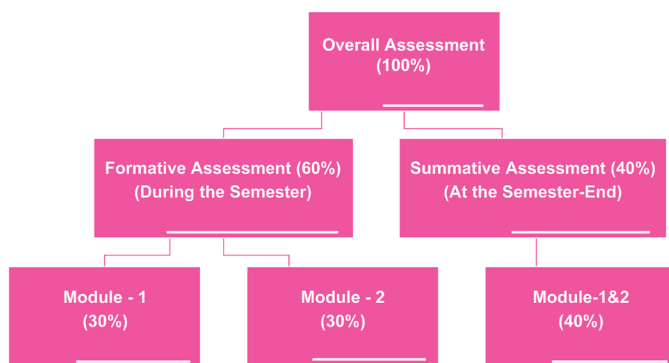 Overall Assessment
(100%)
Formative Assessment (60%)
(During the Semester)
Summative Assessment (40%)
(At the Semester-End)
Module - 1
(30%)
Module - 2
(30%)
Module-1&2
(40%)